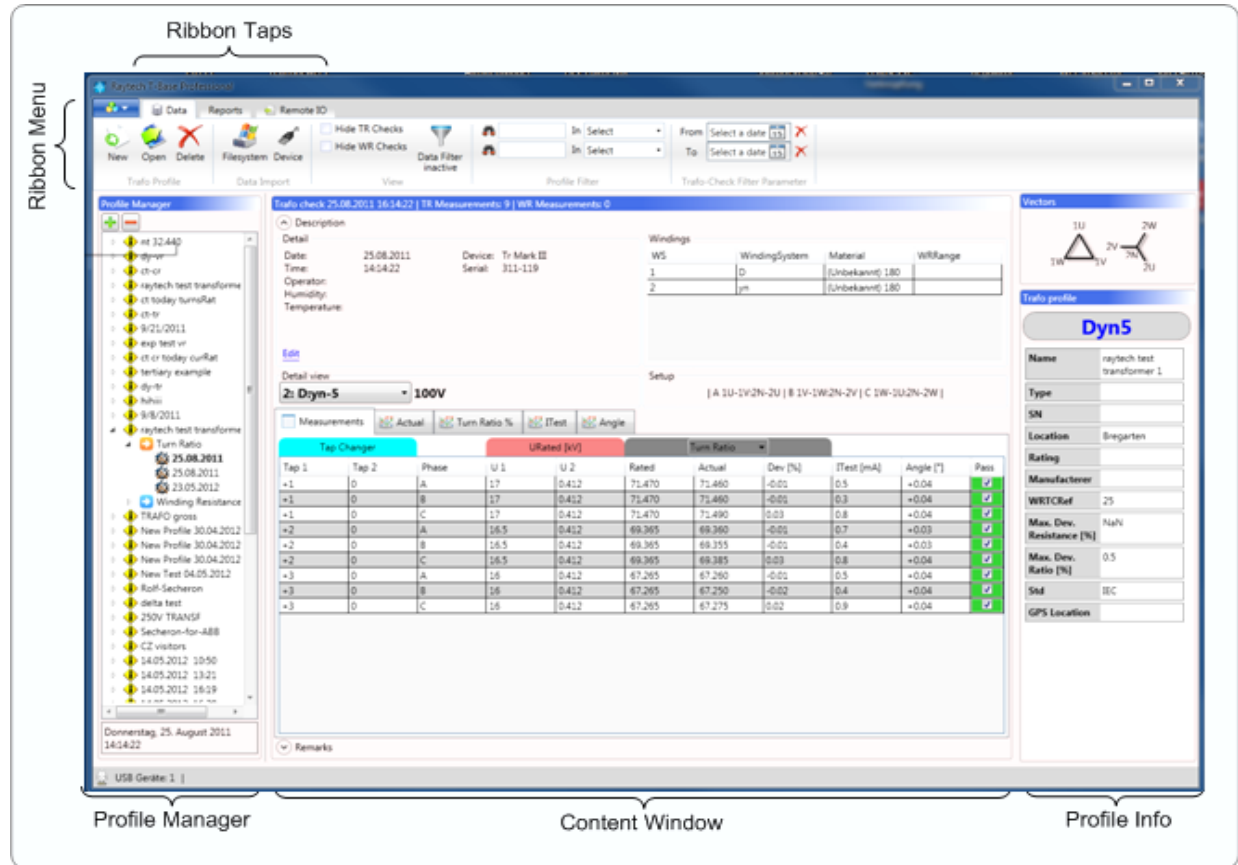 Ribbon Taps
Ribbon Menu
Raytech T-Base Professional
Data Reports Remote IO
New Open Delete Filesystem Device
Hide TR Checks
Hide WR Checks
Data Filter
inactive
In Select
In Select
From Select a date 15
To Select a date 15
Trafo Profile Data Import View Profile Filter Trafo-Check Filter Parameter
Profile Manager
nt 32.440
dy-vr
ct-cr
raytech test transforme
ct today turnsRat
ct-tr
9/21/2011
exp test vr
ct cr today curRat
tertiary example
dy-tr
hihiii
9/8/2011
raytech test transforme
Turn Ratio
25.08.2011
25.08.2011
23.05.2012
Winding Resistance
TRAFO gross
New Profile 30.04.2012
New Profile 30.04.2012
New Profile 30.04.2012
New Test 04.05.2012
Rolf-Secheron
delta test
250V TRANSF
Secheron-for-ABB
CZ visitors
14.05.2012 10:50
14.05.2012 13:21
14.05.2012 16:19
Donnerstag, 25. August 2011
14:14:22
Trafo check 25.08.2011 16:14:22 | TR Measurements: 9 | WR Measurements: 0
Description
Detail
Date: 25.08.2011 Device: Tr Mark III
Time: 14:14:22 Serial: 311-119
Operator:
Humidity:
Temperature:
Edit
Windings
WS WindingSystem Material WRRange
1 D (Unbekannt) 180
2 yn (Unbekannt) 180
Detail view
2: D:yn-5 100V
Setup
| A 1U-1V:2N-2U | B 1V-1W:2N-2V | C 1W-1U:2N-2W |
Measurements Actual Turn Ratio % ITest Angle
Tap Changer URated [kV] Turn Ratio
Tap 1 Tap 2 Phase U 1 U 2 Rated Actual Dev [%] ITest [mA] Angle [°] Pass
+1 0 A 17 0.412 71.470 71.460 -0.01 0.5 +0.04
+1 0 B 17 0.412 71.470 71.460 -0.01 0.3 +0.04
+1 0 C 17 0.412 71.470 71.490 0.03 0.8 +0.04
+2 0 A 16.5 0.412 69.365 69.360 -0.01 0.7 +0.03
+2 0 B 16.5 0.412 69.365 69.355 -0.01 0.4 +0.03
+2 0 C 16.5 0.412 69.365 69.385 0.03 0.8 +0.04
+3 0 A 16 0.412 67.265 67.260 -0.01 0.5 +0.04
+3 0 B 16 0.412 67.265 67.250 -0.02 0.4 +0.04
+3 0 C 16 0.412 67.265 67.275 0.02 0.9 +0.04
Remarks
Vectors
1U 2W
2V 2N
1W 1V 2U
Trafo profile
Dyn5
Name raytech test
transformer 1
Type
SN
Location Bregarten
Rating
Manufacterer
WRTCRef 25
Max. Dev. NaN
Resistance [%]
Max. Dev. 0.5
Ratio [%]
Std IEC
GPS Location
USB Geräte: 1 |
Profile Manager
Content Window
Profile Info